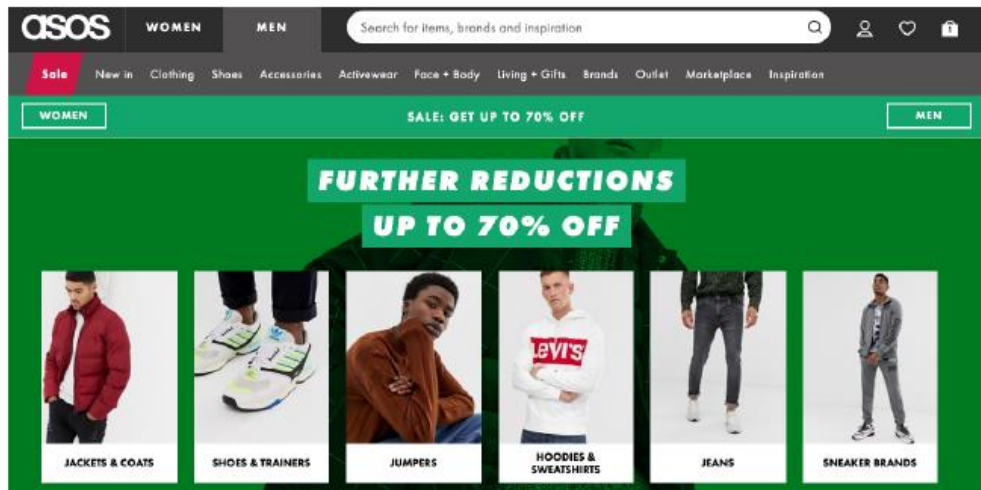 asos
WOMEN
MEN
Search for items, brands and inspiration
1
Sale New in Clothing Shoes Accessories Activewear Face + Body Living + Gifts Brands Outlet Marketplace Inspiration
WOMEN
SALE: GET UP TO 70% OFF
MEN
FURTHER REDUCTIONS
UP TO 70% OFF
LEVI'S
JACKETS & COATS
SHOES & TRAINERS
JUMPERS
HOODIES &
SWEATSHIRTS
JEANS
SNEAKER BRANDS